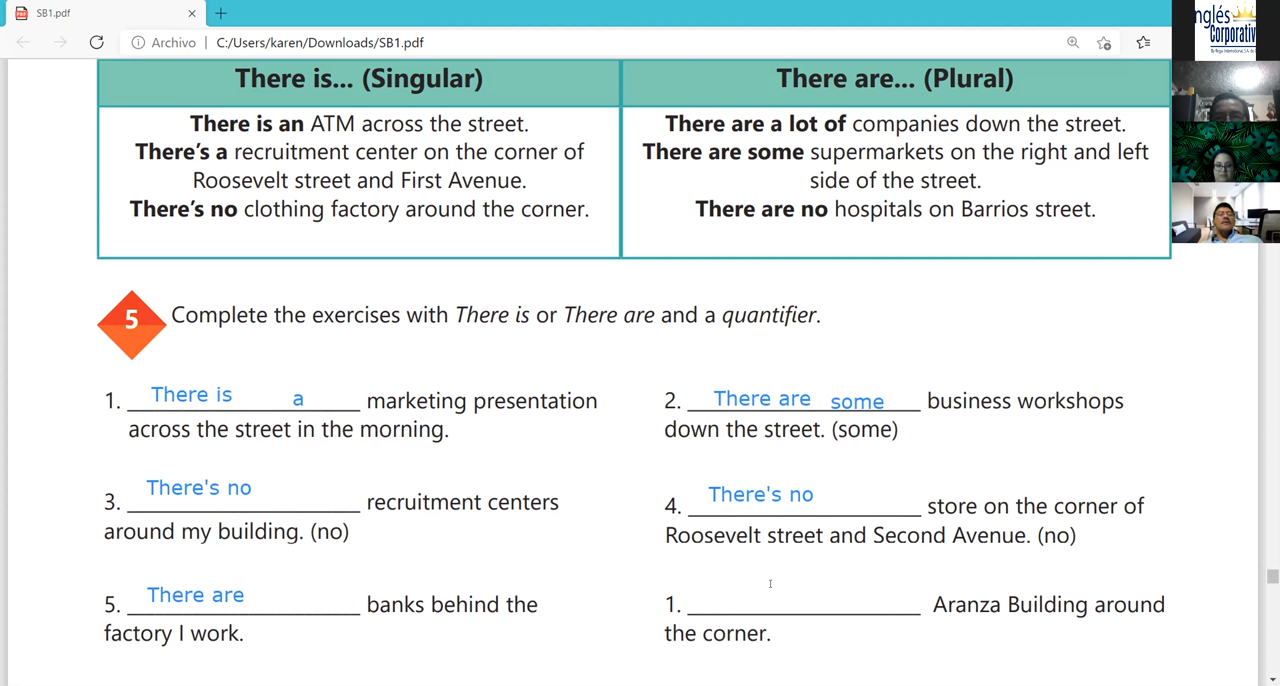 SB1.pdf
Archivo
C:/Users/karen/Downloads/SB1.pdf
nglés
Corporativ
There is... (Singular)
There are... (Plural)
There is an ATM across the street.
There's a recruitment center on the corner of
Roosevelt street and First Avenue.
There's no clothing factory around the corner.
There are a lot of companies down the street.
There are some supermarkets on the right and left
side of the street.
There are no hospitals on Barrios street.
5
Complete the exercises with There is or There are and a quantifier.
1. There is a marketing presentation
across the street in the morning.
2. There are some business workshops
down the street. (some)
3. There's no recruitment centers
around my building. (no)
4. There's no store on the corner of
Roosevelt street and Second Avenue. (no)
5. There are banks behind the
factory I work.
1. ____________________ Aranza Building around
the corner.